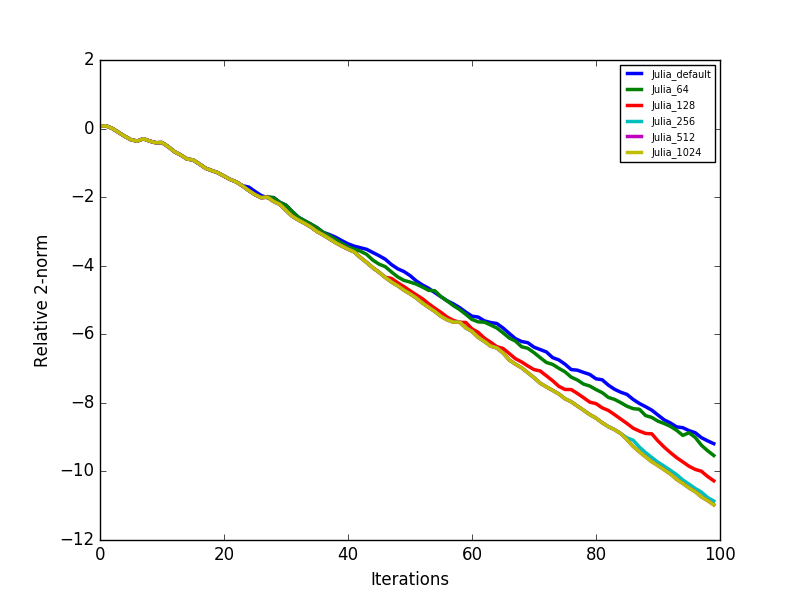 2
0
−2
−4
−6
−8
−10
−12
0 20 40 60 80 100
Relative 2-norm
Iterations
Julia_default
Julia_64
Julia_128
Julia_256
Julia_512
Julia_1024